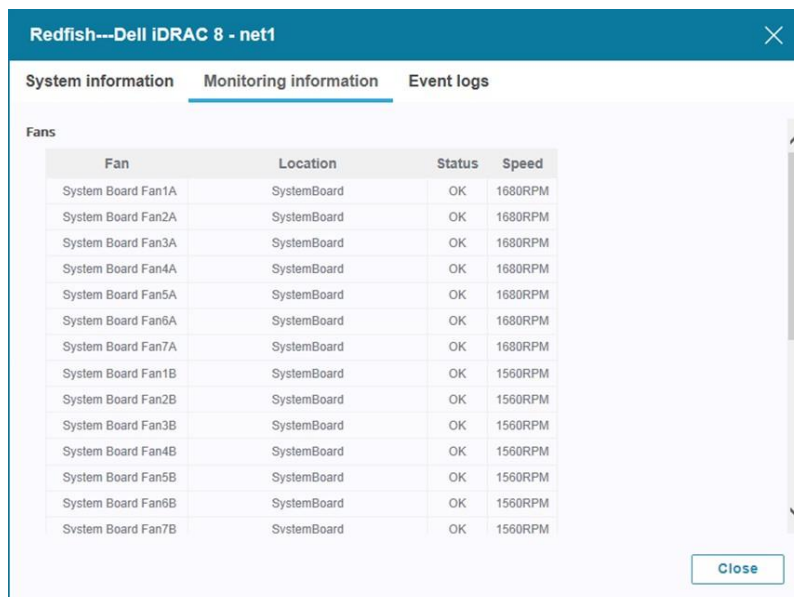 Redfish---Dell iDRAC 8 - net1
System information Monitoring information Event logs
Fans
Fan Location Status Speed
System Board Fan1A SystemBoard OK 1680RPM
System Board Fan2A SystemBoard OK 1680RPM
System Board Fan3A SystemBoard OK 1680RPM
System Board Fan4A SystemBoard OK 1680RPM
System Board Fan5A SystemBoard OK 1680RPM
System Board Fan6A SystemBoard OK 1680RPM
System Board Fan7A SystemBoard OK 1680RPM
System Board Fan1B SystemBoard OK 1560RPM
System Board Fan2B SystemBoard OK 1560RPM
System Board Fan3B SystemBoard OK 1560RPM
System Board Fan4B SystemBoard OK 1560RPM
System Board Fan5B SystemBoard OK 1560RPM
System Board Fan6B SystemBoard OK 1560RPM
System Board Fan7B SystemBoard OK 1560RPM
Close